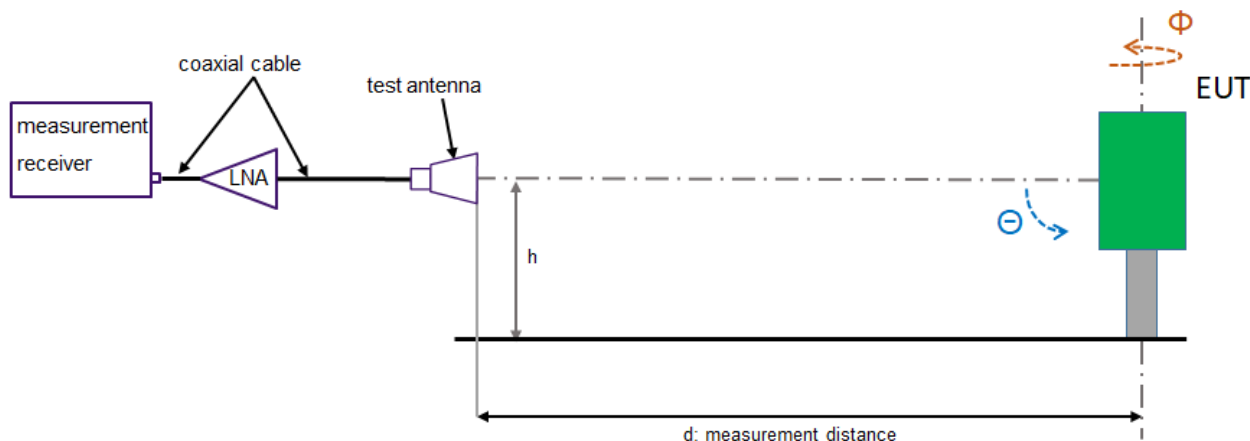 Φ
EUT
coaxial cable
test antenna
measurement
receiver
LNA
Θ
h
d: measurement distance